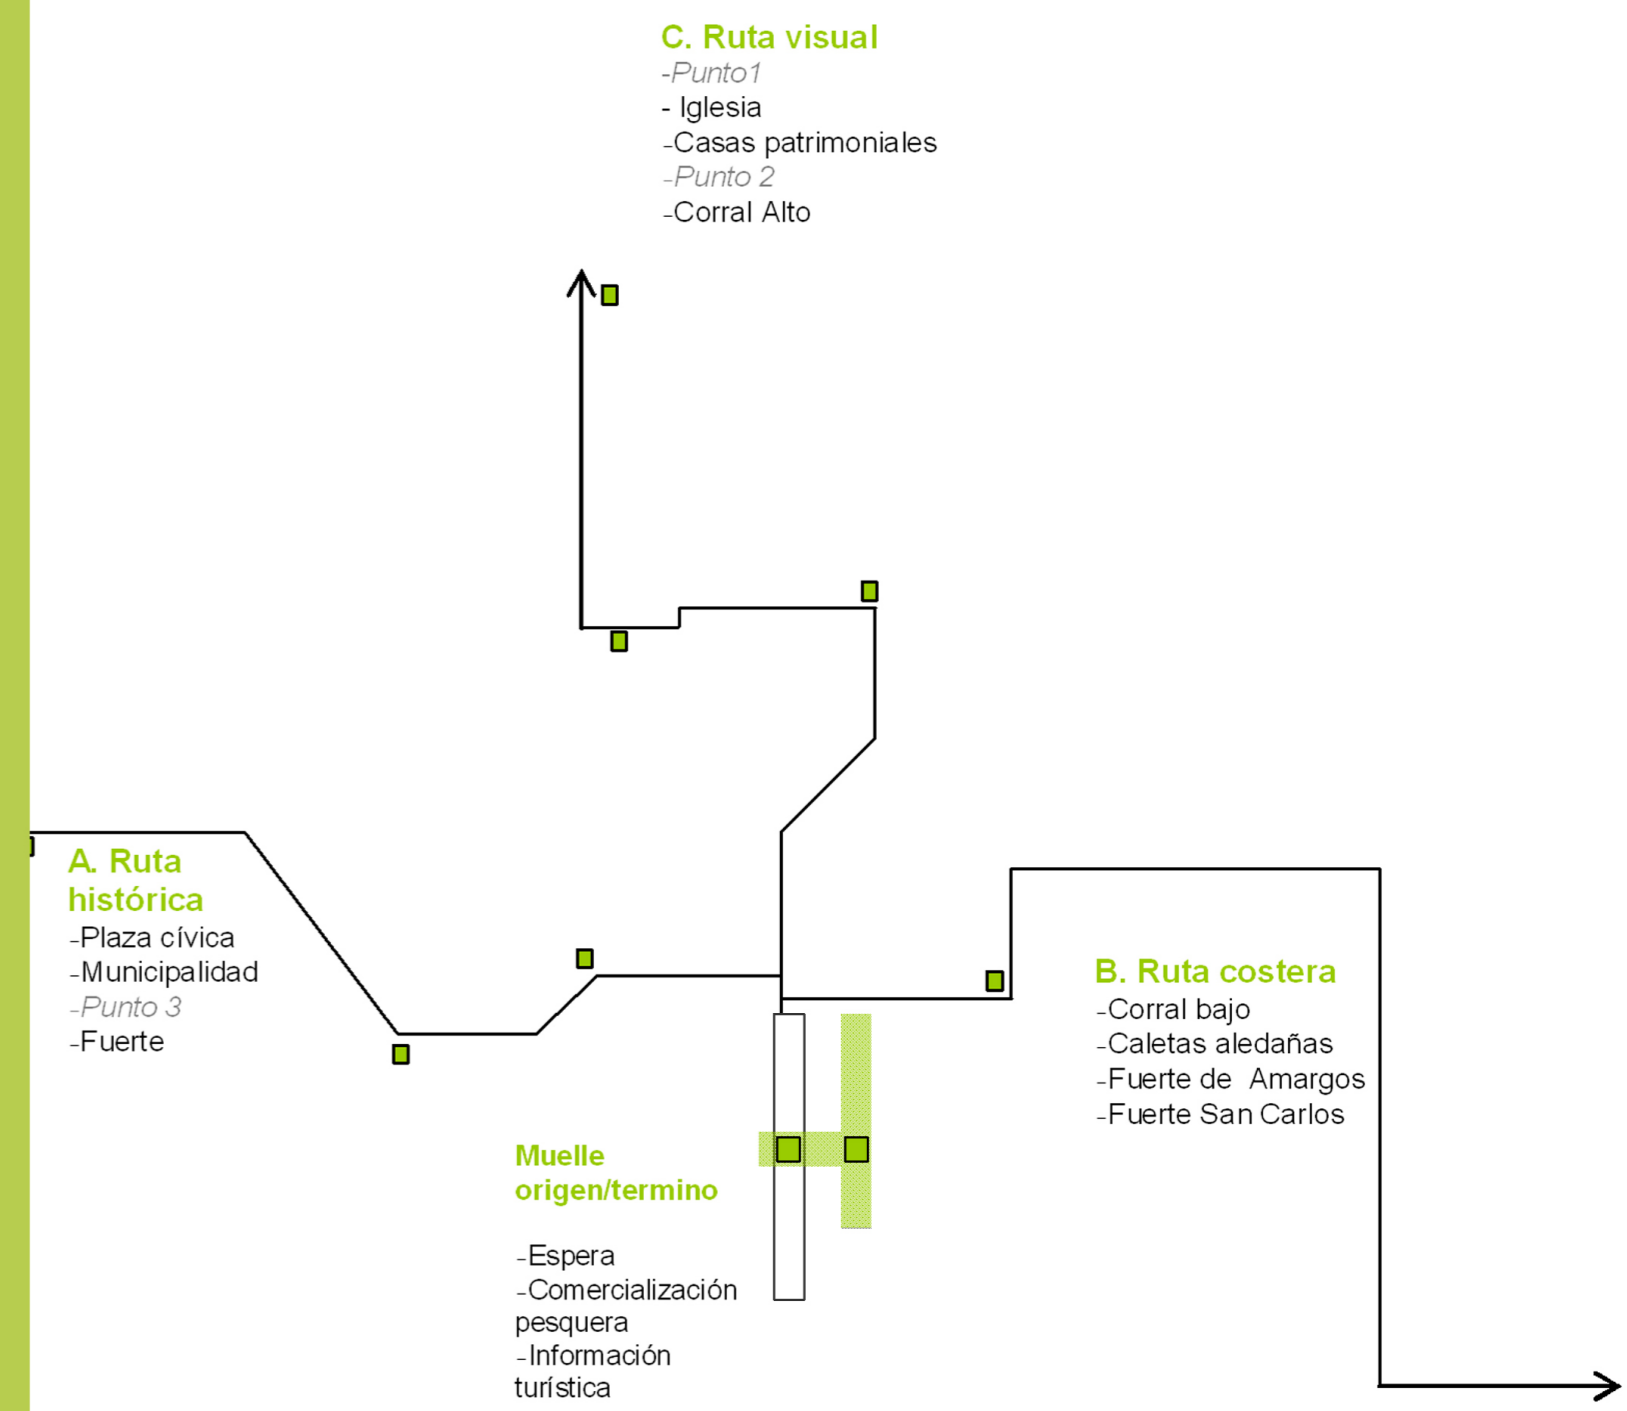 C. Ruta visual
-Punto1
- Iglesia
-Casas patrimoniales
-Punto 2
-Corral Alto
A. Ruta
histórica
-Plaza cívica
-Municipalidad
-Punto 3
-Fuerte
B. Ruta costera
-Corral bajo
-Caletas aledañas
-Fuerte de  Amargos
-Fuerte San Carlos
Muelle
origen/termino
-Espera
-Comercialización
pesquera
-Información
turística